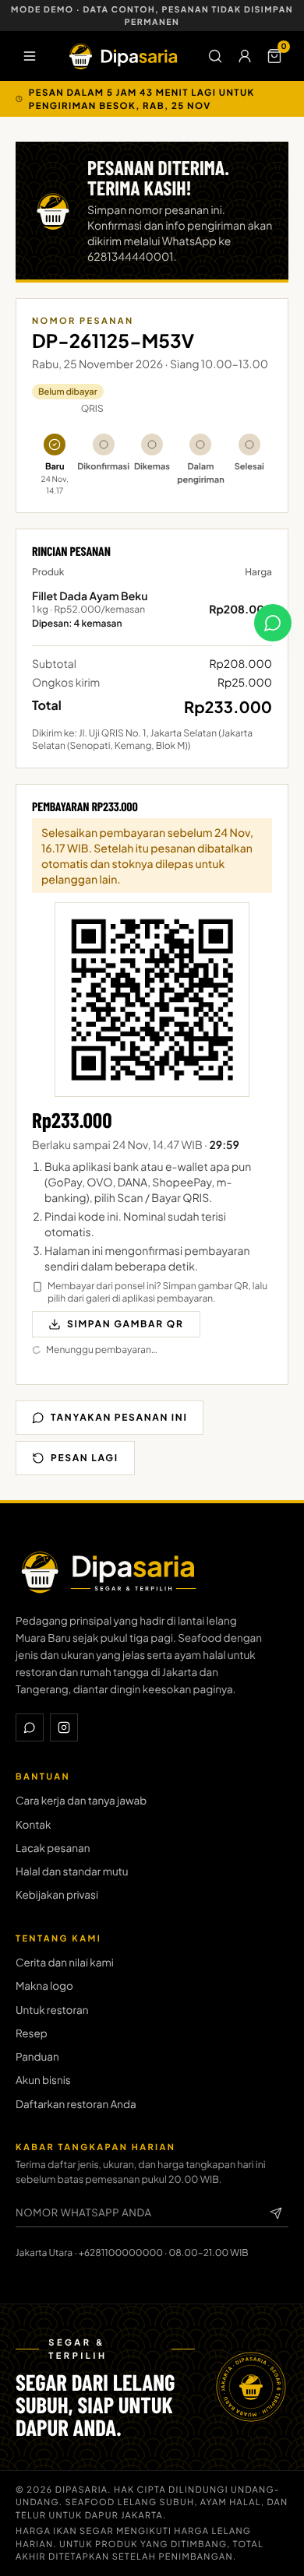 MODE DEMO · DATA CONTOH, PESANAN TIDAK DISIMPAN
PERMANEN
Dipasaria
0
PESAN DALAM 5 JAM 43 MENIT LAGI UNTUK
PENGIRIMAN BESOK, RAB, 25 NOV
PESANAN DITERIMA.
TERIMA KASIH!
Simpan nomor pesanan ini.
Konfirmasi dan info pengiriman akan
dikirim melalui WhatsApp ke
6281344440001.
NOMOR PESANAN
DP-261125-M53V
Rabu, 25 November 2026 · Siang 10.00–13.00
Belum dibayar
QRIS
Baru
Dikonfirmasi
Dikemas
Dalam
pengiriman
Selesai
24 Nov,
14.17
RINCIAN PESANAN
Produk
Harga
Fillet Dada Ayam Beku
1 kg · Rp52.000/kemasan
Rp208.00
Dipesan: 4 kemasan
Subtotal
Rp208.000
Ongkos kirim
Rp25.000
Total
Rp233.000
Dikirim ke: Jl. Uji QRIS No. 1, Jakarta Selatan (Jakarta
Selatan (Senopati, Kemang, Blok M))
PEMBAYARAN RP233.000
Selesaikan pembayaran sebelum 24 Nov,
16.17 WIB. Setelah itu pesanan dibatalkan
otomatis dan stoknya dilepas untuk
pelanggan lain.
Rp233.000
Berlaku sampai 24 Nov, 14.47 WIB · 29:59
1. Buka aplikasi bank atau e-wallet apa pun
(GoPay, OVO, DANA, ShopeePay, m-
banking), pilih Scan / Bayar QRIS.
2. Pindai kode ini. Nominal sudah terisi
otomatis.
3. Halaman ini mengonfirmasi pembayaran
sendiri dalam beberapa detik.
Membayar dari ponsel ini? Simpan gambar QR, lalu
pilih dari galeri di aplikasi pembayaran.
SIMPAN GAMBAR QR
Menunggu pembayaran...
TANYAKAN PESANAN INI
PESAN LAGI
Dipasaria
SEGAR & TERPILIH
Pedagang prinsipal yang hadir di lantai lelang
Muara Baru sejak pukul tiga pagi. Seafood dengan
jenis dan ukuran yang jelas serta ayam halal untuk
restoran dan rumah tangga di Jakarta dan
Tangerang, diantar dingin keesokan paginya.
BANTUAN
Cara kerja dan tanya jawab
Kontak
Lacak pesanan
Halal dan standar mutu
Kebijakan privasi
TENTANG KAMI
Cerita dan nilai kami
Makna logo
Untuk restoran
Resep
Panduan
Akun bisnis
Daftarkan restoran Anda
KABAR TANGKAPAN HARIAN
Terima daftar jenis, ukuran, dan harga tangkapan hari ini
sebelum batas pemesanan pukul 20.00 WIB.
NOMOR WHATSAPP ANDA
Jakarta Utara · +6281100000000 · 08.00–21.00 WIB
SEGAR &
TERPILIH
SEGAR DARI LELANG
SUBUH, SIAP UNTUK
DAPUR ANDA.
© 2026 DIPASARIA. HAK CIPTA DILINDUNGI UNDANG-
UNDANG. SEAFOOD LELANG SUBUH, AYAM HALAL, DAN
TELUR UNTUK DAPUR JAKARTA.
HARGA IKAN SEGAR MENGIKUTI HARGA LELANG
HARIAN. UNTUK PRODUK YANG DITIMBANG, TOTAL
AKHIR DITETAPKAN SETELAH PENIMBANGAN.